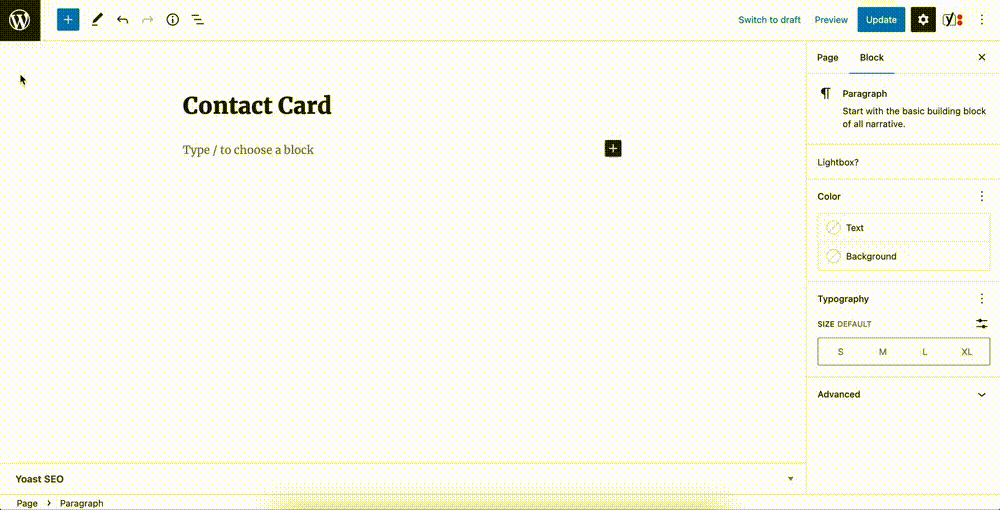 Switch to draft Preview Update
Page Block
Contact Card
Type / to choose a block
Paragraph
Start with the basic building block
of all narrative.
Lightbox?
Color
Text
Background
Typography
SIZE DEFAULT
S M L XL
Advanced
Yoast SEO
Page > Paragraph